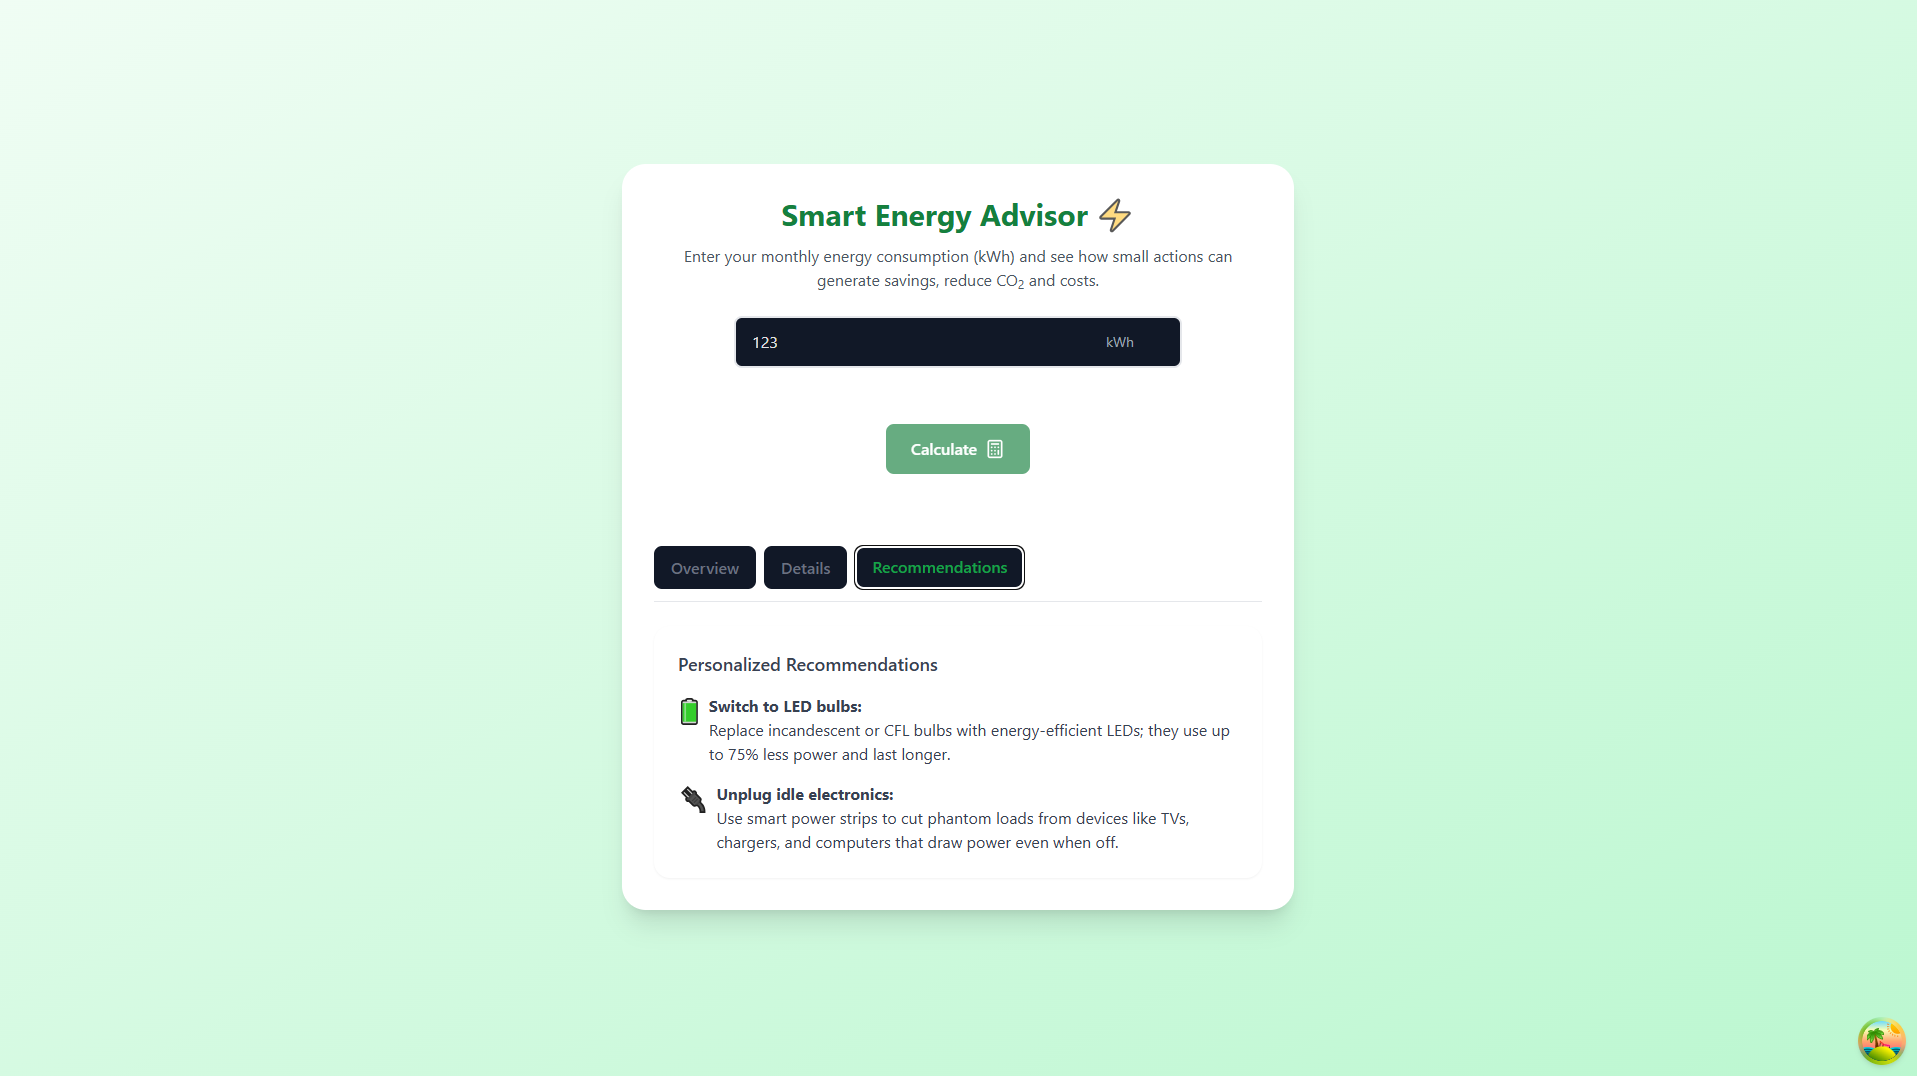 Smart Energy Advisor
Enter your monthly energy consumption (kWh) and see how small actions can
generate savings, reduce CO₂ and costs.
123
kWh
Calculate
Overview
Details
Recommendations
Personalized Recommendations
Switch to LED bulbs:
Replace incandescent or CFL bulbs with energy-efficient LEDs; they use up
to 75% less power and last longer.
Unplug idle electronics:
Use smart power strips to cut phantom loads from devices like TVs,
chargers, and computers that draw power even when off.